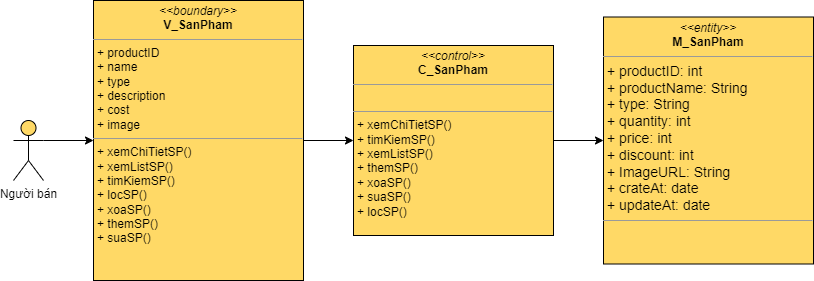 Người bán
<<boundary>>
V_SanPham
+ productID
+ name
+ type
+ description
+ cost
+ image
+ xemChiTietSP()
+ xemListSP()
+ timKiemSP()
+ locSP()
+ xoaSP()
+ themSP()
+ suaSP()
<<control>>
C_SanPham
+ xemChiTietSP()
+ timKiemSP()
+ xemListSP()
+ themSP()
+ xoaSP()
+ suaSP()
+ locSP()
<<entity>>
M_SanPham
+ productID: int
+ productName: String
+ type: String
+ quantity: int
+ price: int
+ discount: int
+ ImageURL: String
+ crateAt: date
+ updateAt: date